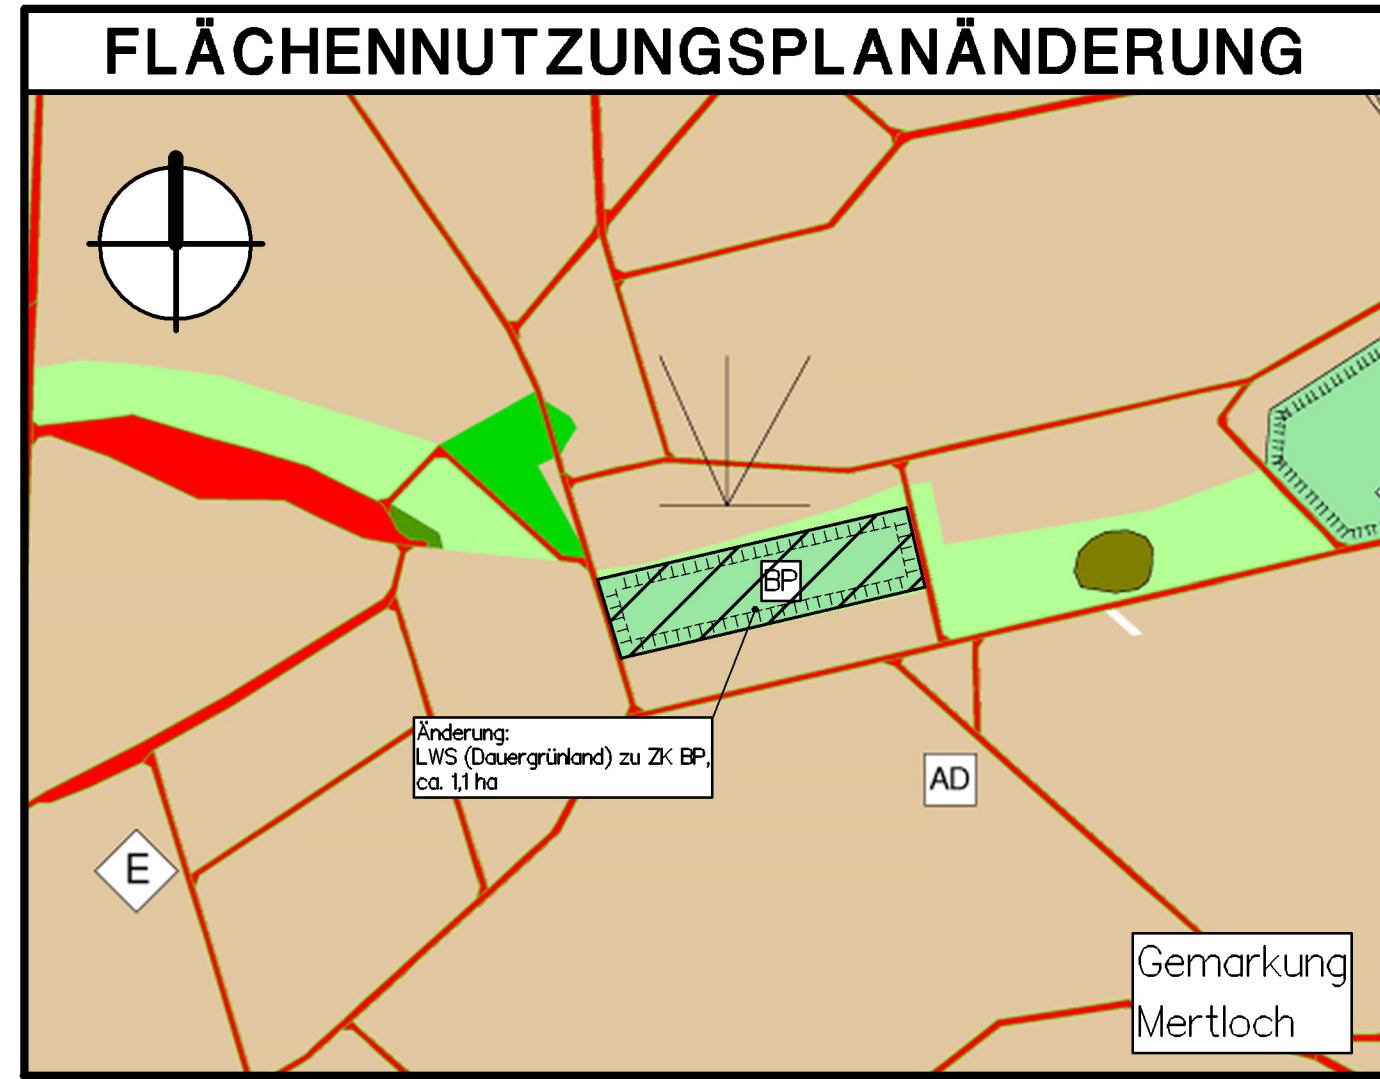 FLÄCHENNUTZUNGSPLANÄNDERUNG
BP
Änderung:
LWS (Dauergrünland) zu ZK BP,
ca. 1,1 ha
AD
E
Gemarkung
Mertloch